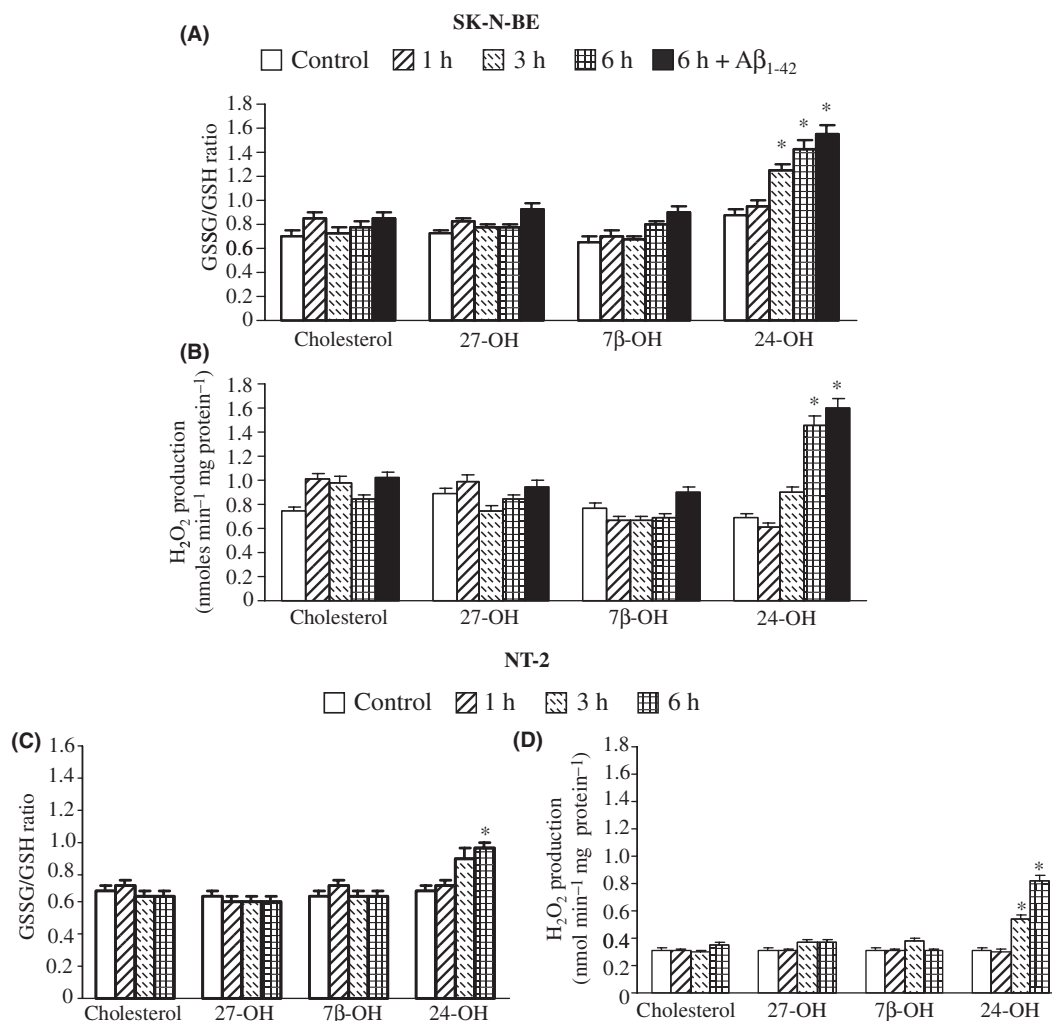 SK-N-BE
(A)
Control 1 h 3 h 6 h 6 h + Aβ1-42
GSSG/GSH ratio
1.8
1.6
1.4
1.2
1.0
0.8
0.6
0.4
0.2
0
* * *
Cholesterol 27-OH 7β-OH 24-OH
(B)
H2O2 production
(nmoles min–1 mg protein–1)
1.8
1.6
1.4
1.2
1.0
0.8
0.6
0.4
0.2
0
* *
Cholesterol 27-OH 7β-OH 24-OH
NT-2
Control 1 h 3 h 6 h
(C)
GSSG/GSH ratio
1.6
1.4
1.2
1.0
0.8
0.6
0.4
0.2
0
*
Cholesterol 27-OH 7β-OH 24-OH
(D)
H2O2 production
(nmol min–1 mg protein–1)
1.8
1.6
1.4
1.2
1.0
0.8
0.6
0.4
0.2
0
* *
Cholesterol 27-OH 7β-OH 24-OH